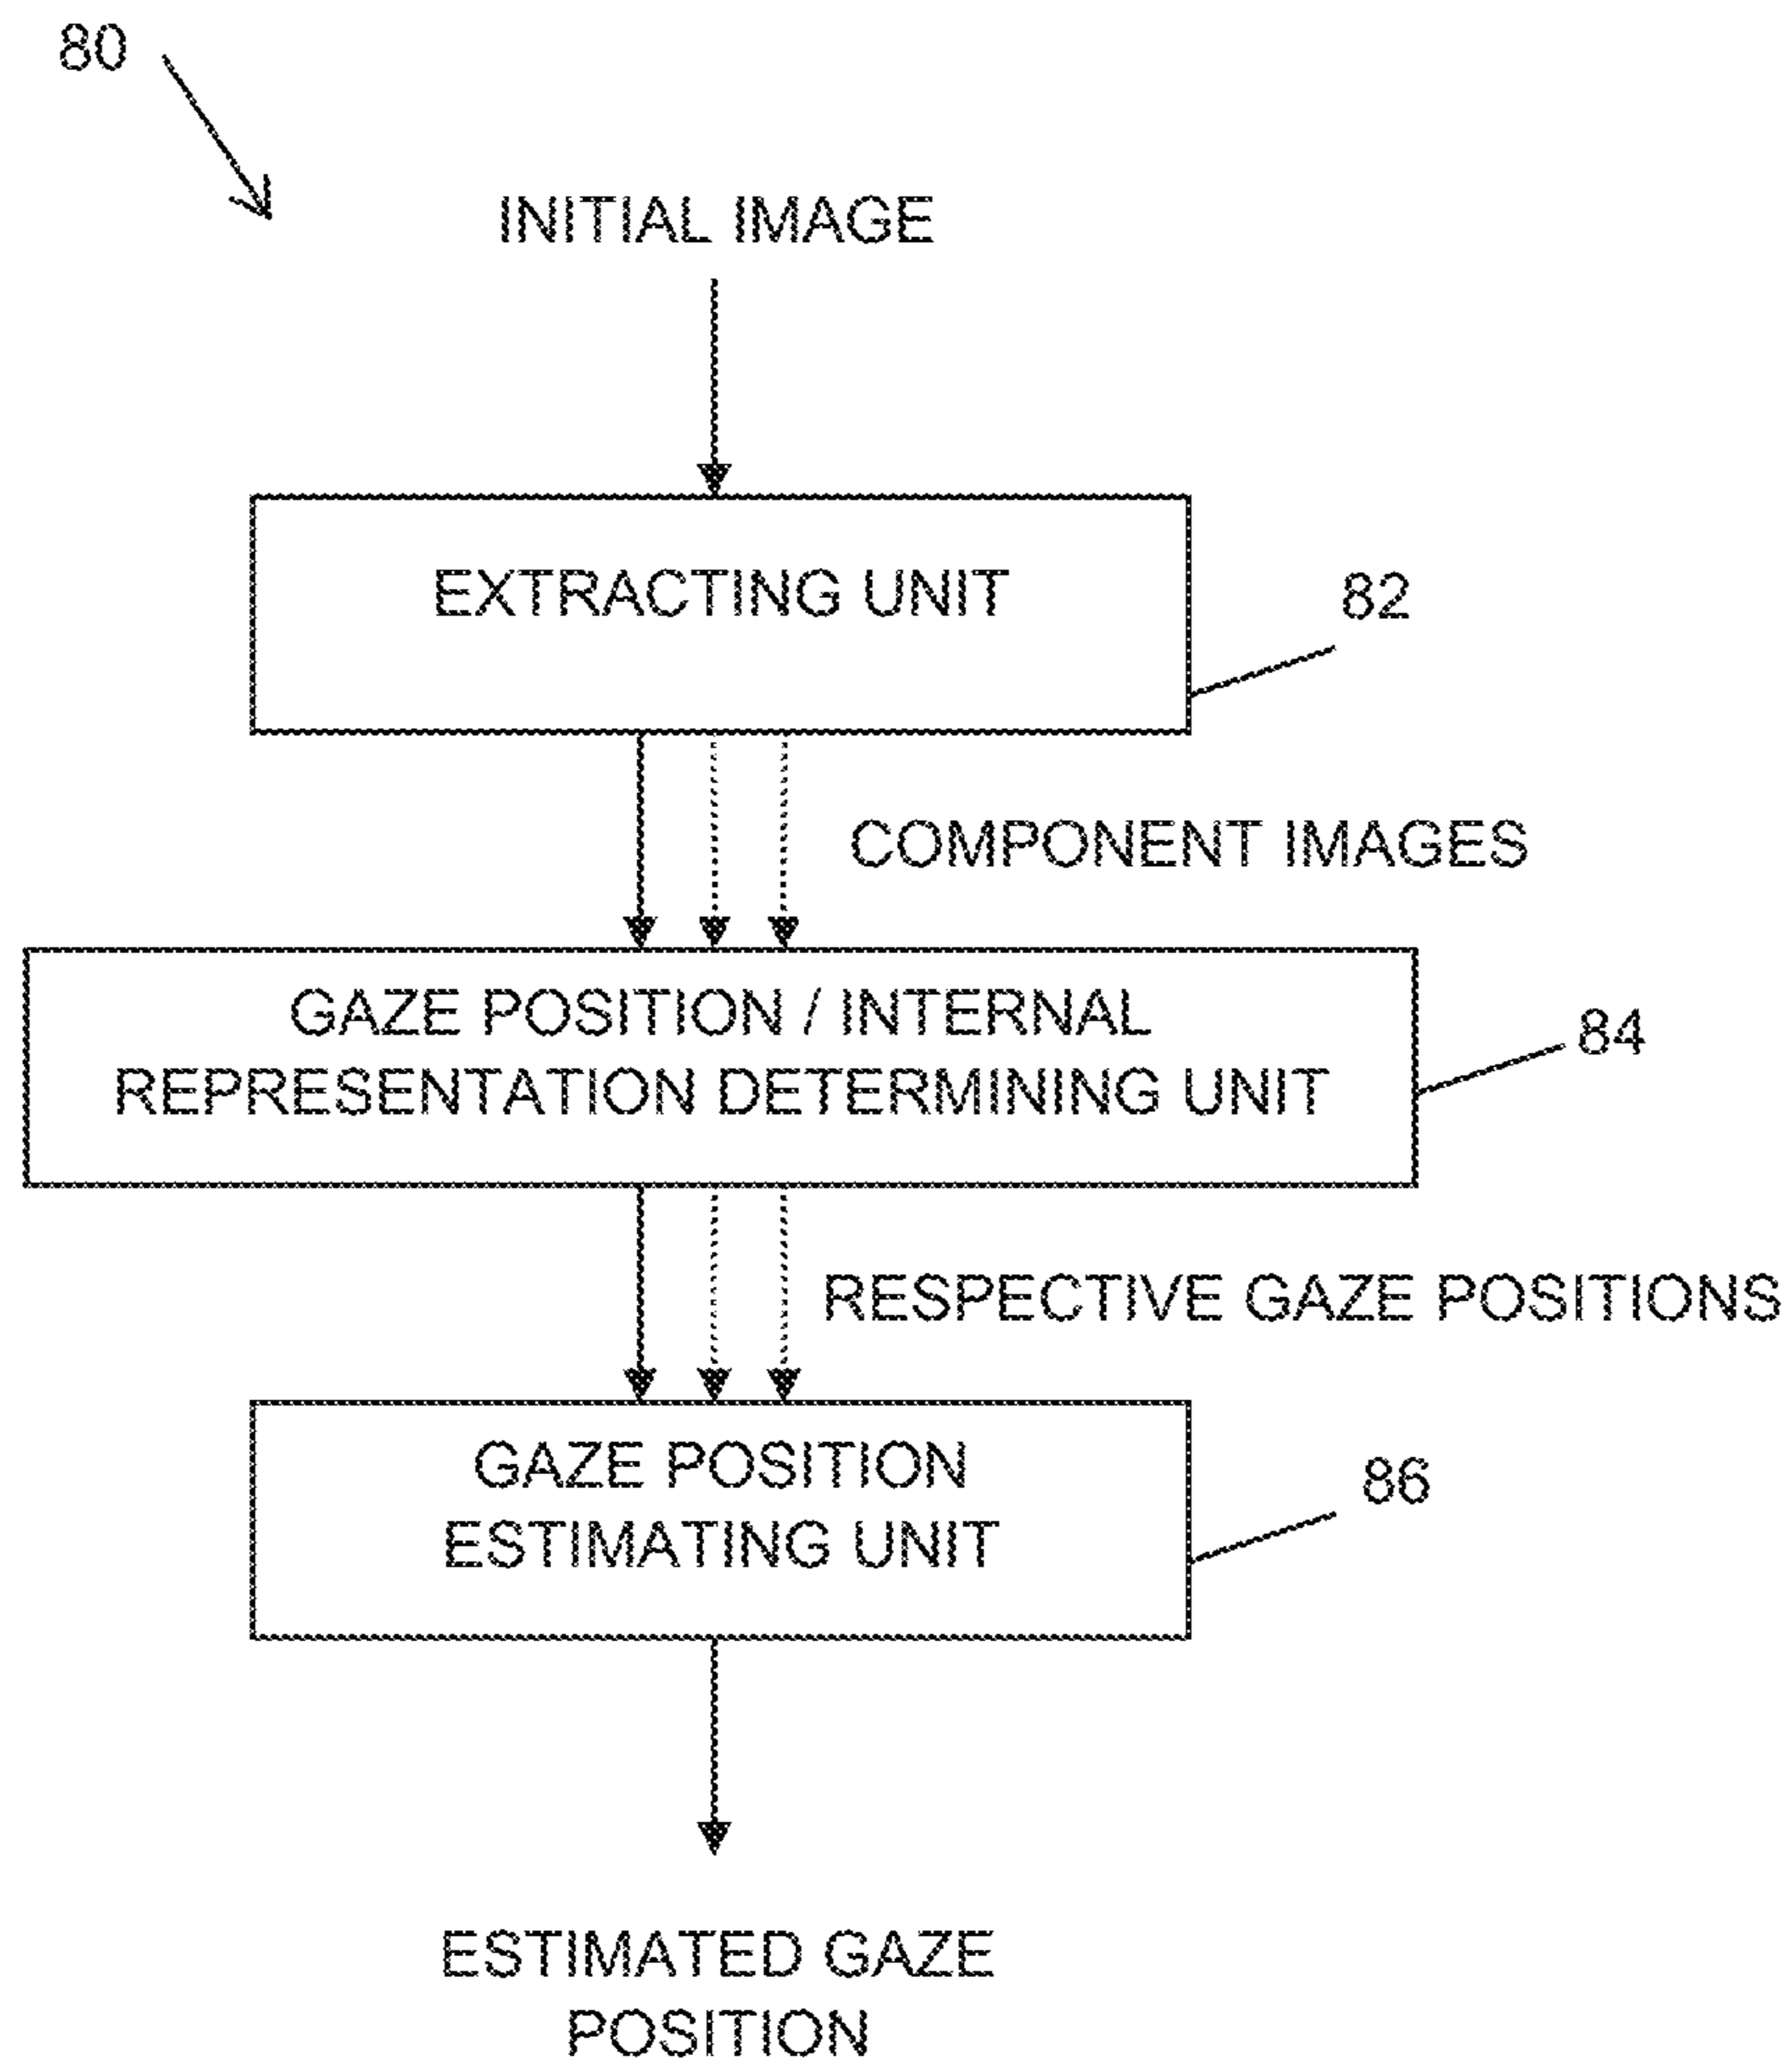 80
INITIAL IMAGE
EXTRACTING UNIT
82
COMPONENT IMAGES
GAZE POSITION / INTERNAL
REPRESENTATION DETERMINING UNIT
84
RESPECTIVE GAZE POSITIONS
GAZE POSITION
ESTIMATING UNIT
86
ESTIMATED GAZE
POSITION